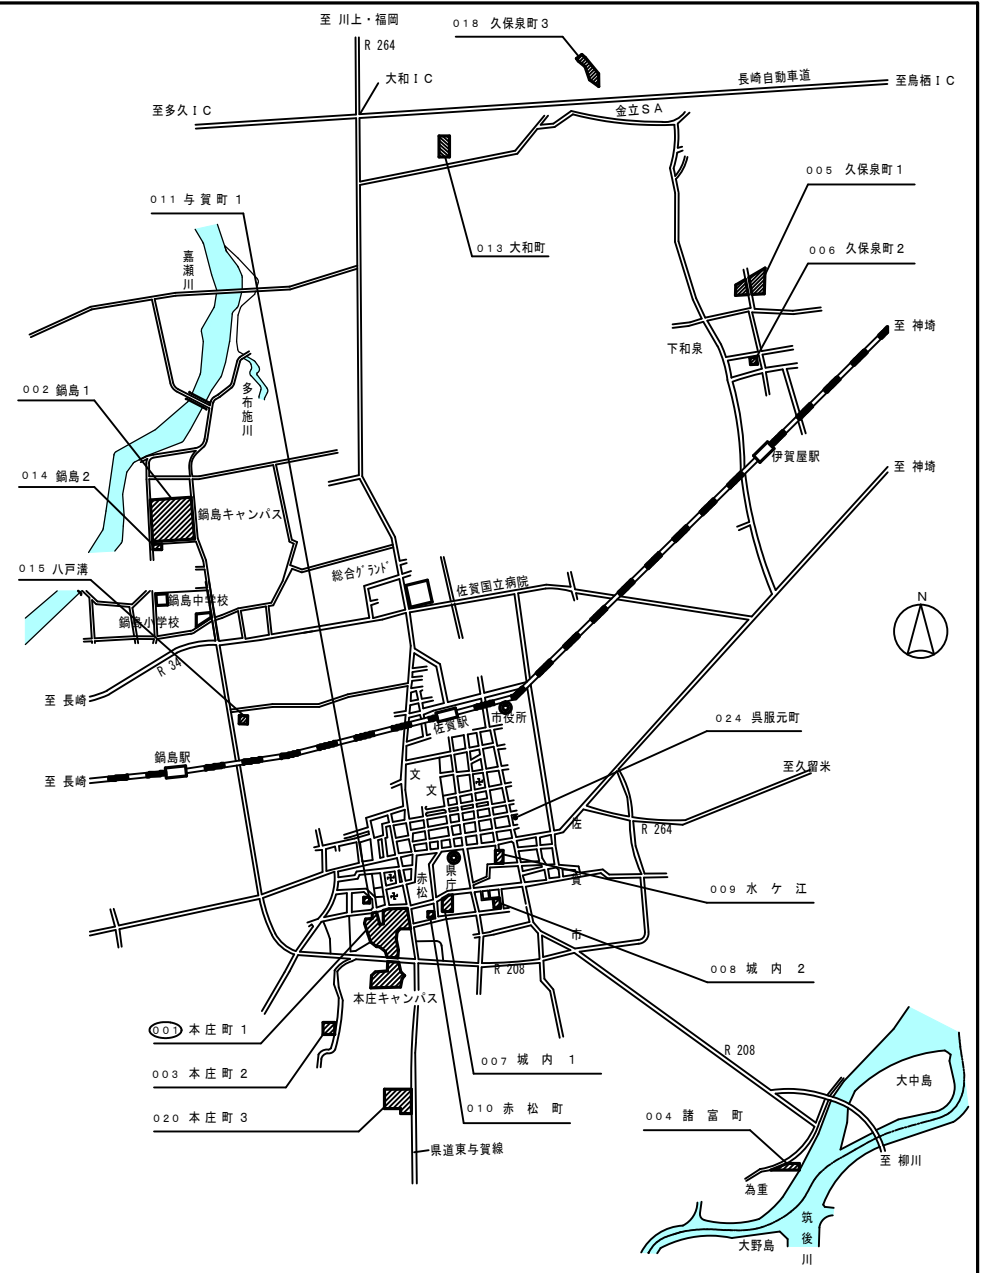 至 川上・福岡
018 久保泉町3
R 264
大和IC
長崎自動車道
至鳥栖IC
至多久IC
金立SA
005 久保泉町1
011 与賀町 1
013 大和町
006 久保泉町2
嘉瀬川
至 神埼
下和泉
002 鍋島1
多布施川
伊賀屋駅
至 神埼
014 鍋島2
鍋島キャンパス
015 八戸溝
総合グランド
佐賀国立病院
N
鍋島中学校
鍋島小学校
R 34
至 長崎
市役所
佐賀駅
024 呉服元町
鍋島駅
至 長崎
文
文
至久留米
佐
R 264
県庁
赤松
賀
009 水ケ江
市
R 208
008 城内 2
本庄キャンパス
001 本庄町 1
R 208
007 城内 1
003 本庄町 2
大中島
010 赤松町
004 諸富町
020 本庄町 3
県道東与賀線
至 柳川
為重
筑後川
大野島